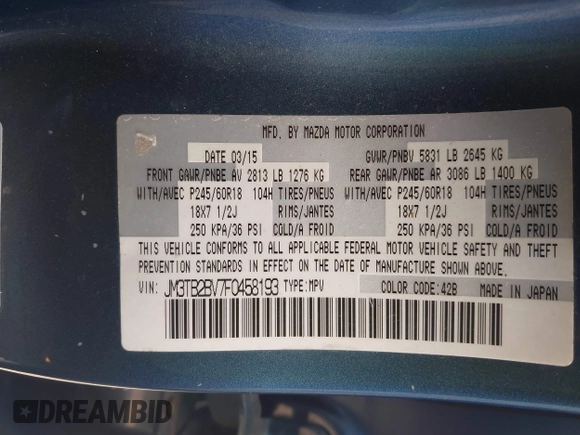 MFD. BY MAZDA MOTOR CORPORATION
DATE 03/15 GVWR/PNBV 5831 LB 2645 KG
FRONT GAWR/PNBE AV 2813 LB 1276 KG REAR GAWR/PNBE AR 3086 LB 1400 KG
WITH/AVEC P245/60R18 104H TIRES/PNEUS WITH/AVEC P245/60R18 104H TIRES/PNEUS
18X7 1/2J RIMS/JANTES 18X7 1/2J RIMS/JANTES
250 KPA/36 PSI COLD/A FROID 250 KPA/36 PSI COLD/A FROID
THIS VEHICLE CONFORMS TO ALL APPLICABLE FEDERAL MOTOR VEHICLE SAFETY AND THEFT
PREVENTION STANDARDS IN EFFECT ON THE DATE OF MANUFACTURE SHOWN ABOVE.
VIN: JM3TB2BV7F0458193 TYPE:MPV COLOR CODE:42B MADE IN JAPAN
DREAMBID